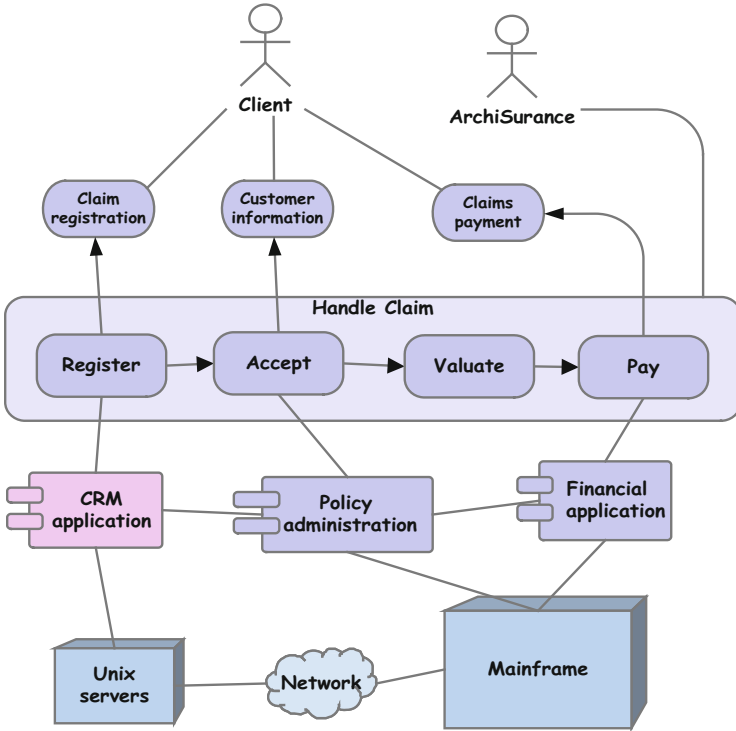 Client
ArchiSurance
Claim
registration
Customer
information
Claims
payment
Handle Claim
Register
Accept
Valuate
Pay
CRM
application
Policy
administration
Financial
application
Unix
servers
Network
Mainframe